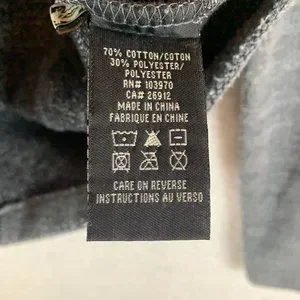 70% COTTON/COTON
30% POLYESTER/
POLYESTER
RN# 103970
CA# 26912
MADE IN CHINA
FABRIQUE EN CHINE
CARE ON REVERSE
INSTRUCTIONS AU VERSO